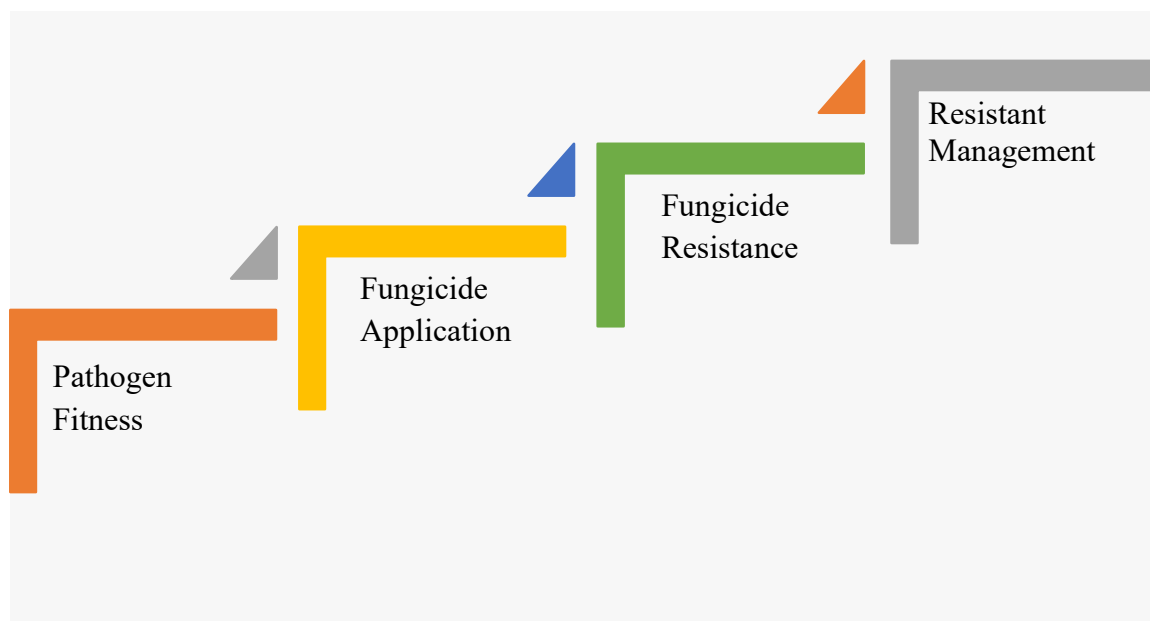 Pathogen
Fitness
Fungicide
Application
Fungicide
Resistance
Resistant
Management